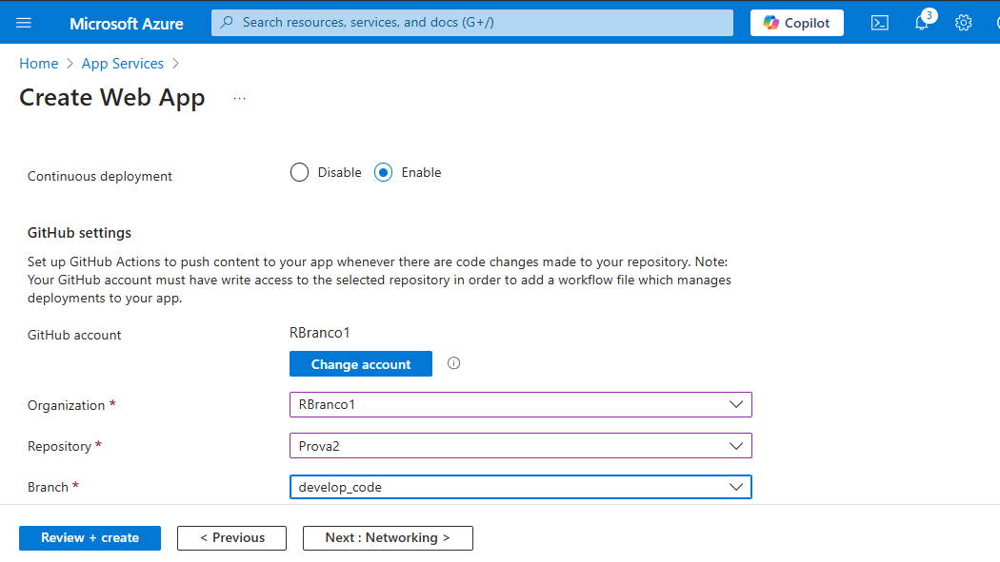 Microsoft Azure
Search resources, services, and docs (G+/)
Copilot
3
Home > App Services >
Create Web App ...
Continuous deployment
Disable
Enable
GitHub settings
Set up GitHub Actions to push content to your app whenever there are code changes made to your repository. Note:
Your GitHub account must have write access to the selected repository in order to add a workflow file which manages
deployments to your app.
GitHub account
RBranco1
Change account
Organization *
RBranco1
Repository *
Prova2
Branch *
develop_code
Review + create
< Previous
Next : Networking >